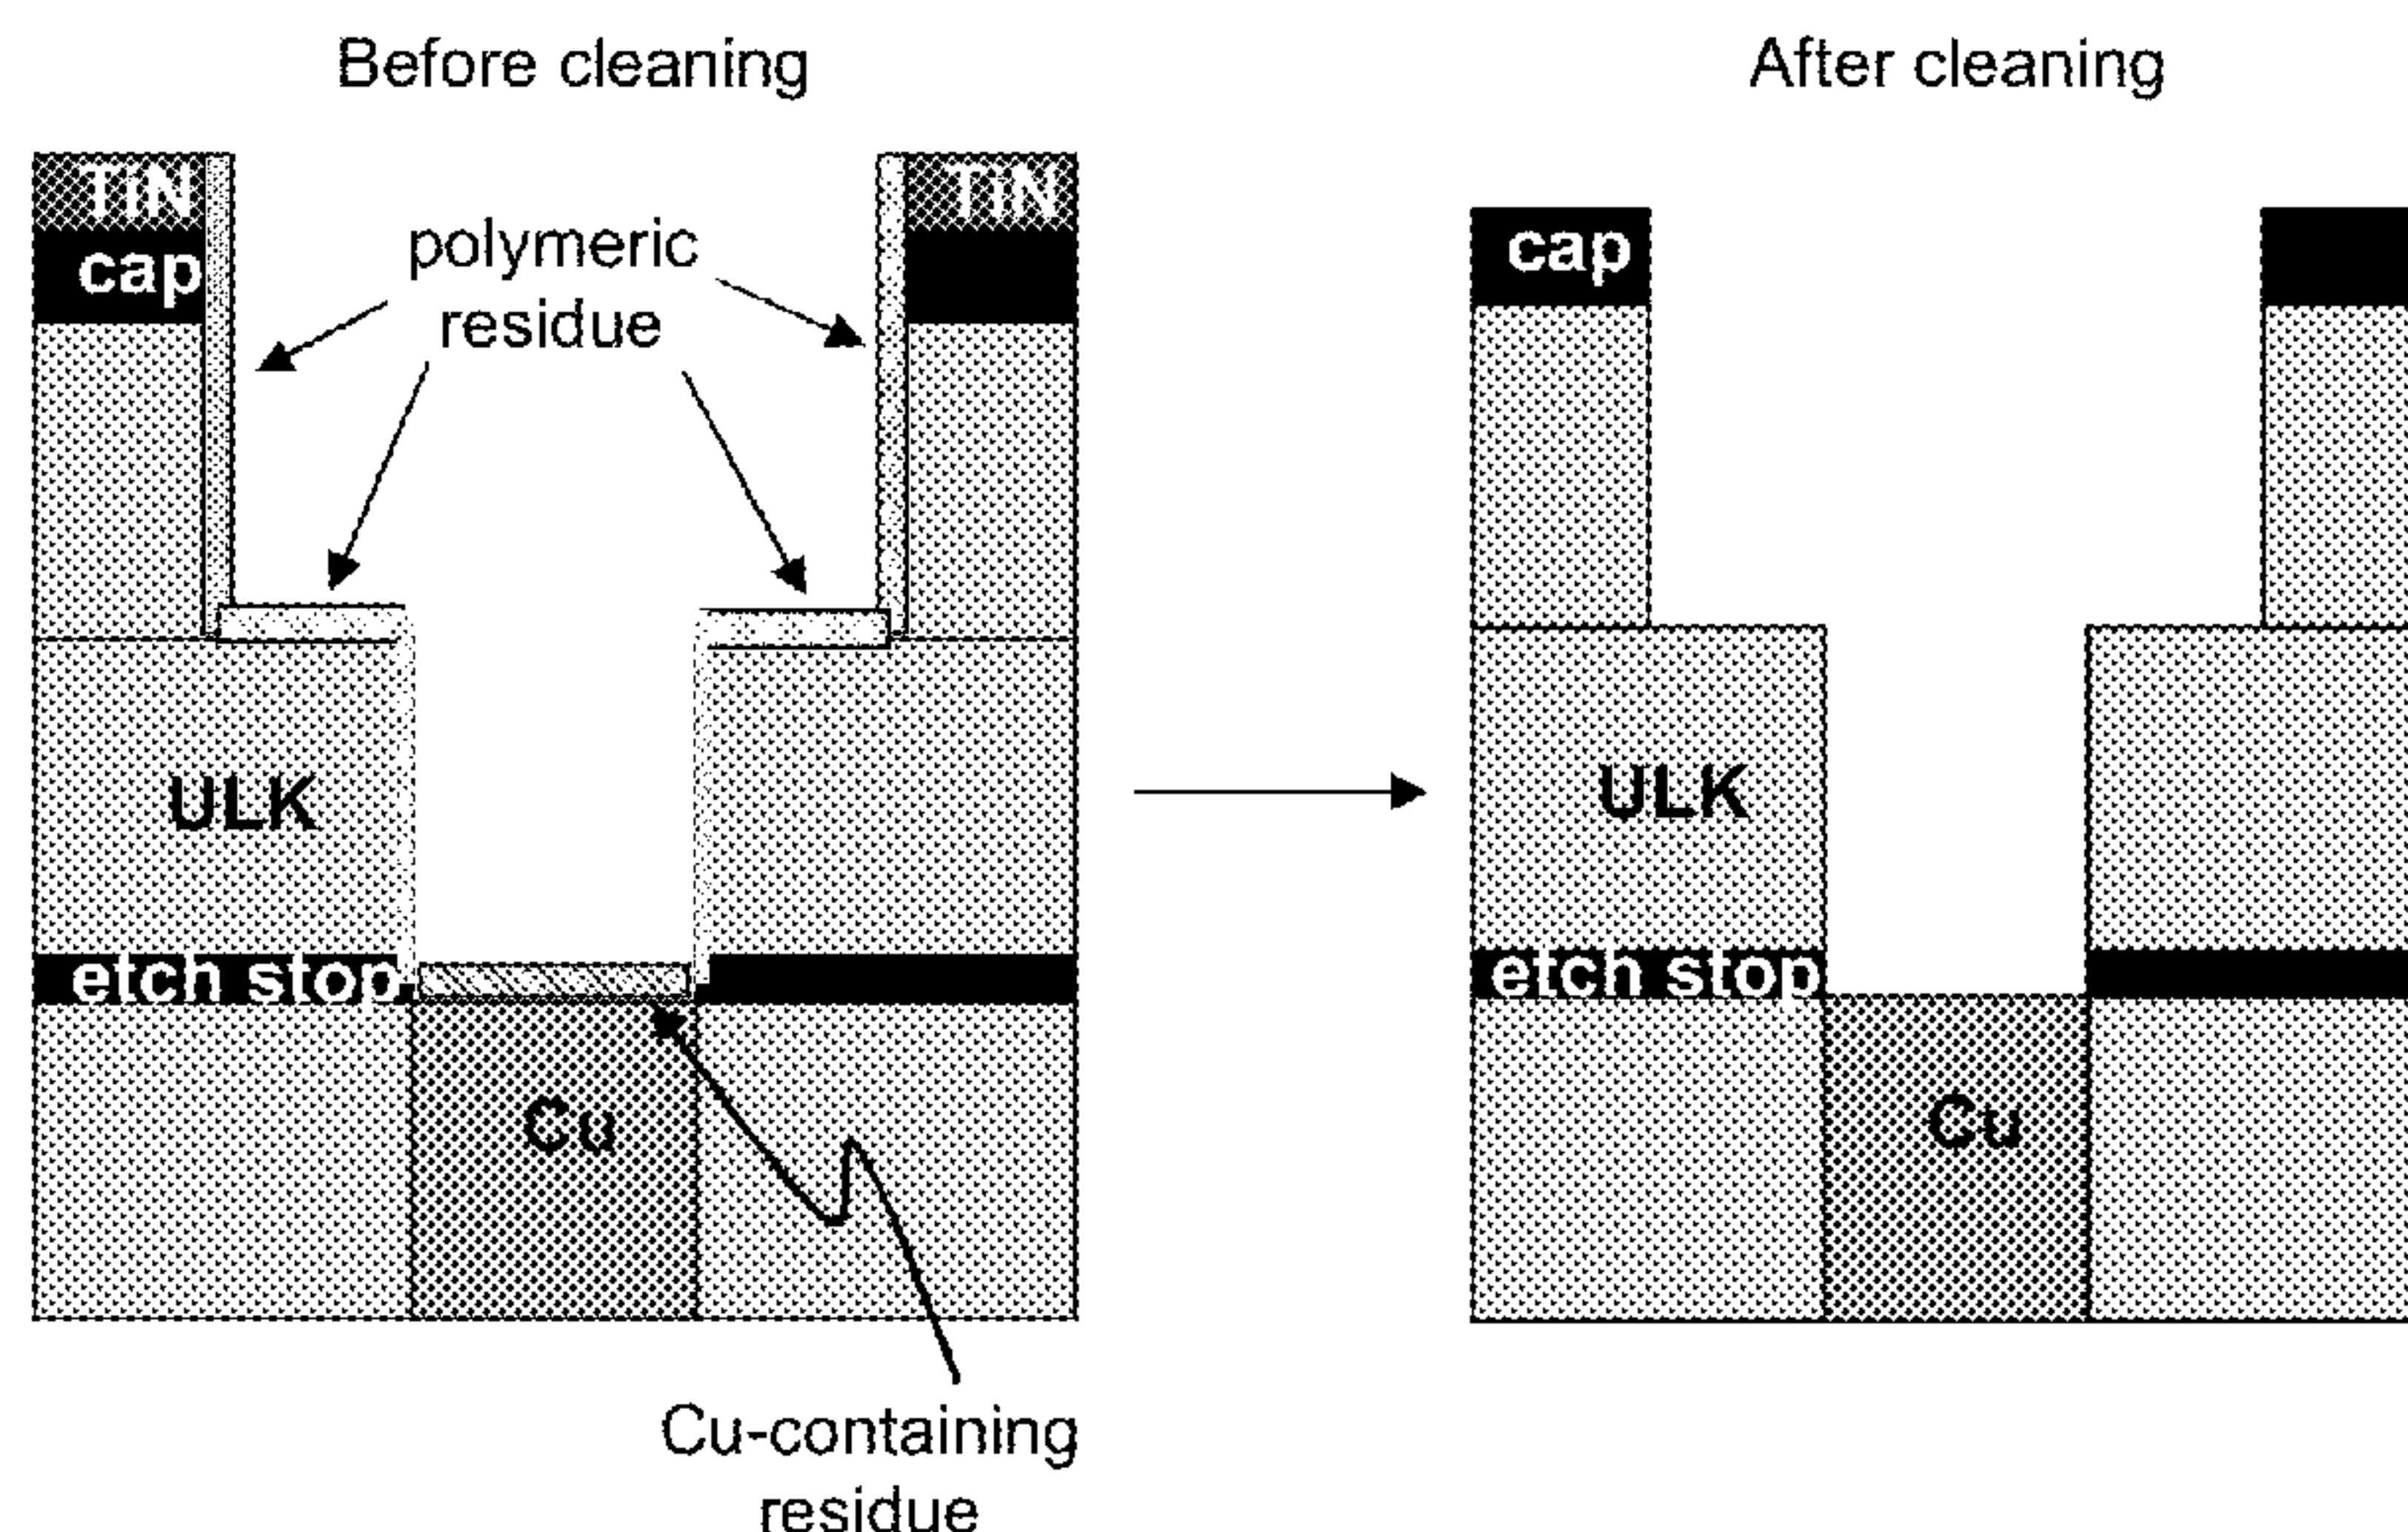 Before cleaning
After cleaning
TiN
TiN
cap
polymeric
residue
cap
ULK
ULK
etch stop
etch stop
Cu
Cu
Cu-containing
residue